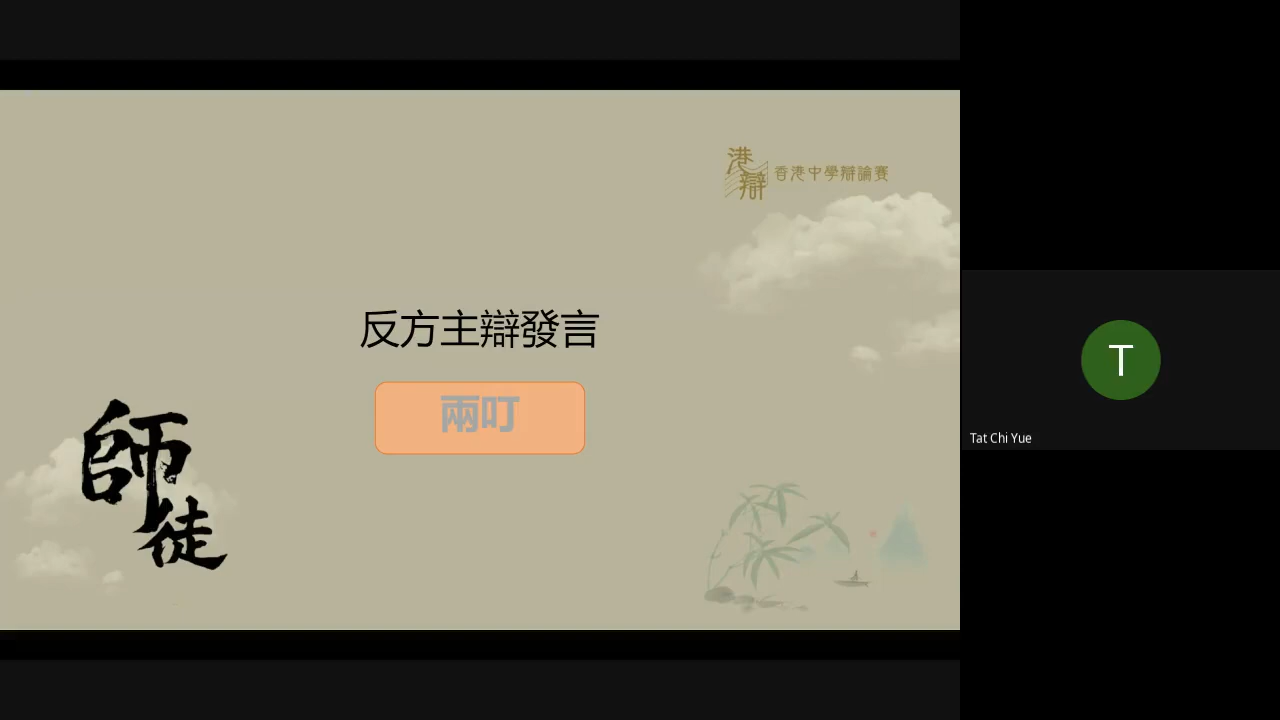 港辯
香港中學辯論賽
反方主辯發言
兩叮
師徒
T
Tat Chi Yue